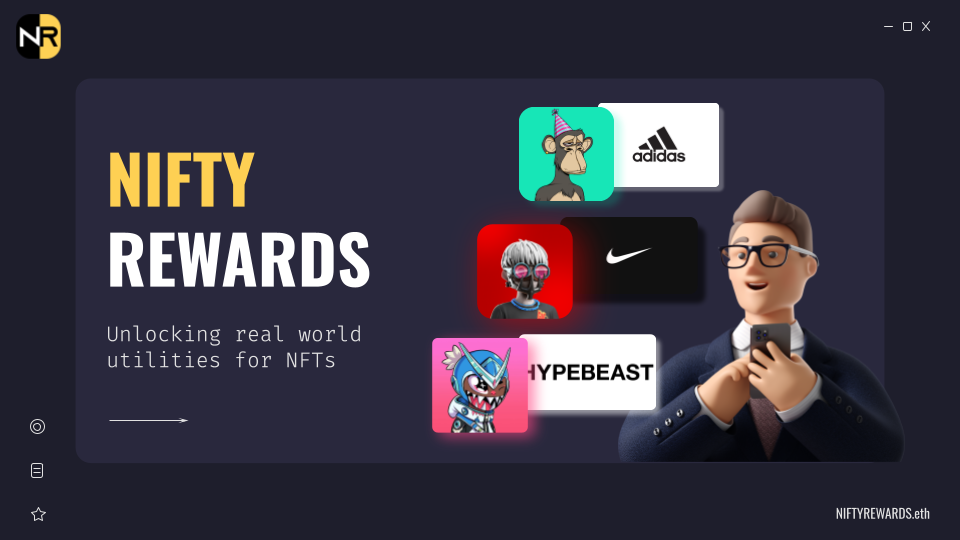 NR
NIFTY
REWARDS
Unlocking real world
utilities for NFTs
adidas
HYPEBEAST
NIFTYREWARDS.eth